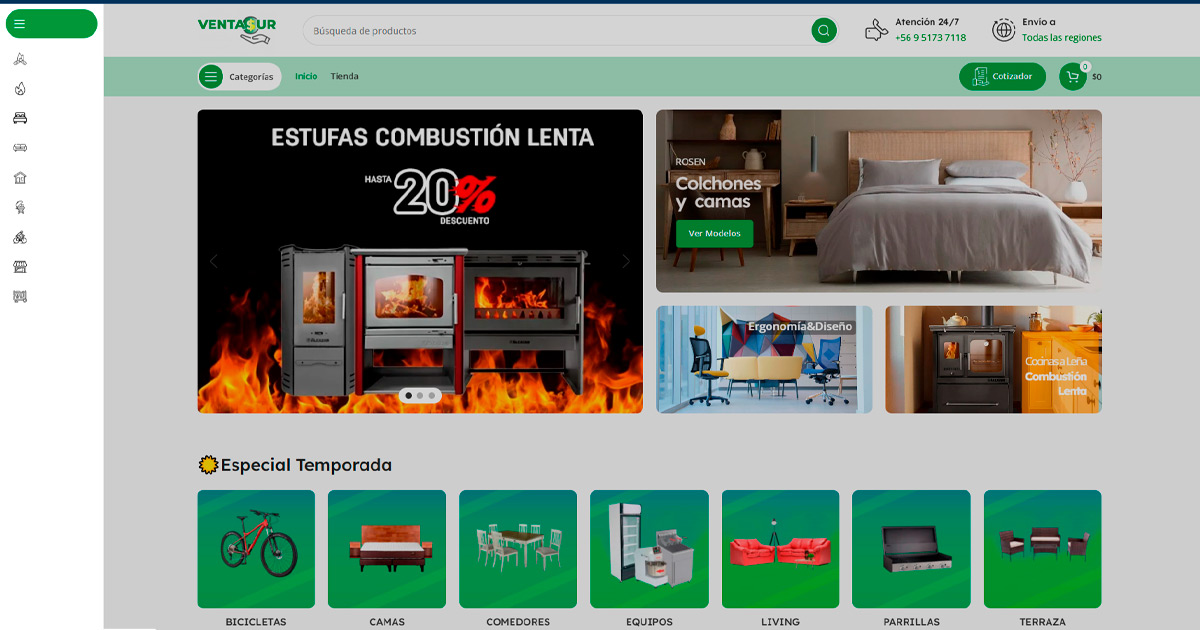 VENTASUR
Búsqueda de productos
Atención 24/7
+56 9 5173 7118
Envío a
Todas las regiones
Categorías
Inicio
Tienda
Cotizador
0
$0
ESTUFAS COMBUSTIÓN LENTA
HASTA
20%
DESCUENTO
ROSEN
Colchones
y camas
Ver Modelos
Ergonomía&Diseño
Cocinas a Leña
Combustión
Lenta
Especial Temporada
BICICLETAS
CAMAS
COMEDORES
EQUIPOS
LIVING
PARRILLAS
TERRAZA